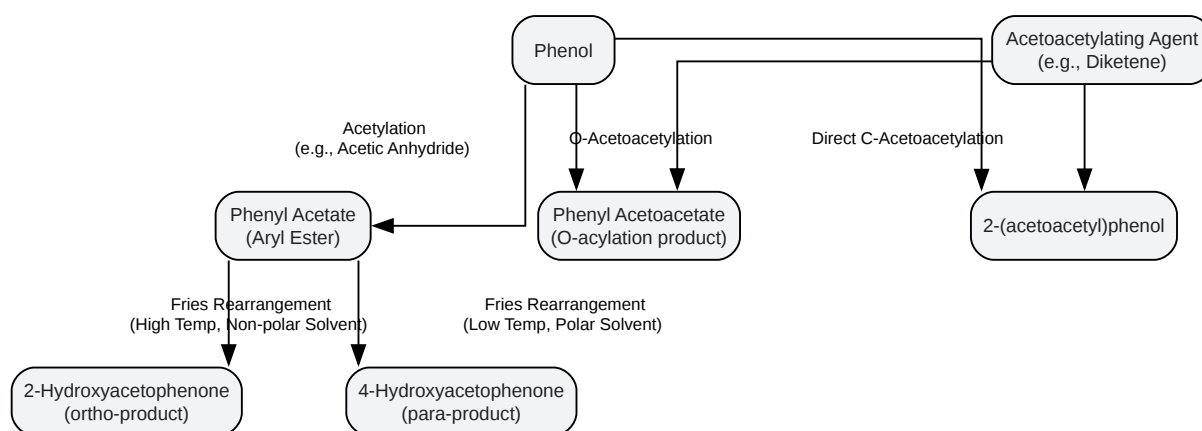 Phenol
Acetoacetylating Agent
(e.g., Diketene)
Acetylation
(e.g., Acetic Anhydride)
O-Acetoacetylation
Direct C-Acetoacetylation
Phenyl Acetate
(Aryl Ester)
Phenyl Acetoacetate
(O-acylation product)
2-(acetoacetyl)phenol
Fries Rearrangement
(High Temp, Non-polar Solvent)
Fries Rearrangement
(Low Temp, Polar Solvent)
2-Hydroxyacetophenone
(ortho-product)
4-Hydroxyacetophenone
(para-product)